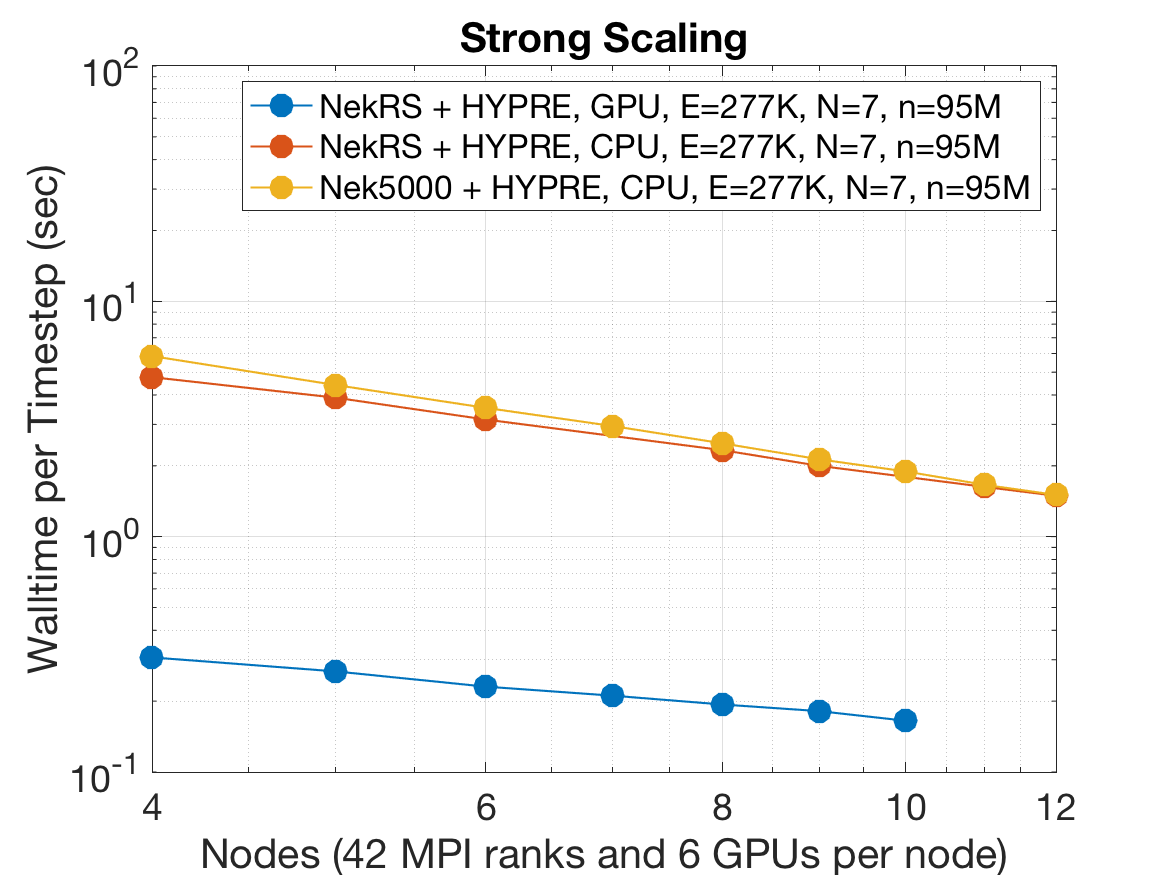 Strong Scaling
10^2
NekRS + HYPRE, GPU, E=277K, N=7, n=95M
NekRS + HYPRE, CPU, E=277K, N=7, n=95M
Nek5000 + HYPRE, CPU, E=277K, N=7, n=95M
Walltime per Timestep (sec)
10^1
10^0
10^-1
4 6 8 10 12
Nodes (42 MPI ranks and 6 GPUs per node)